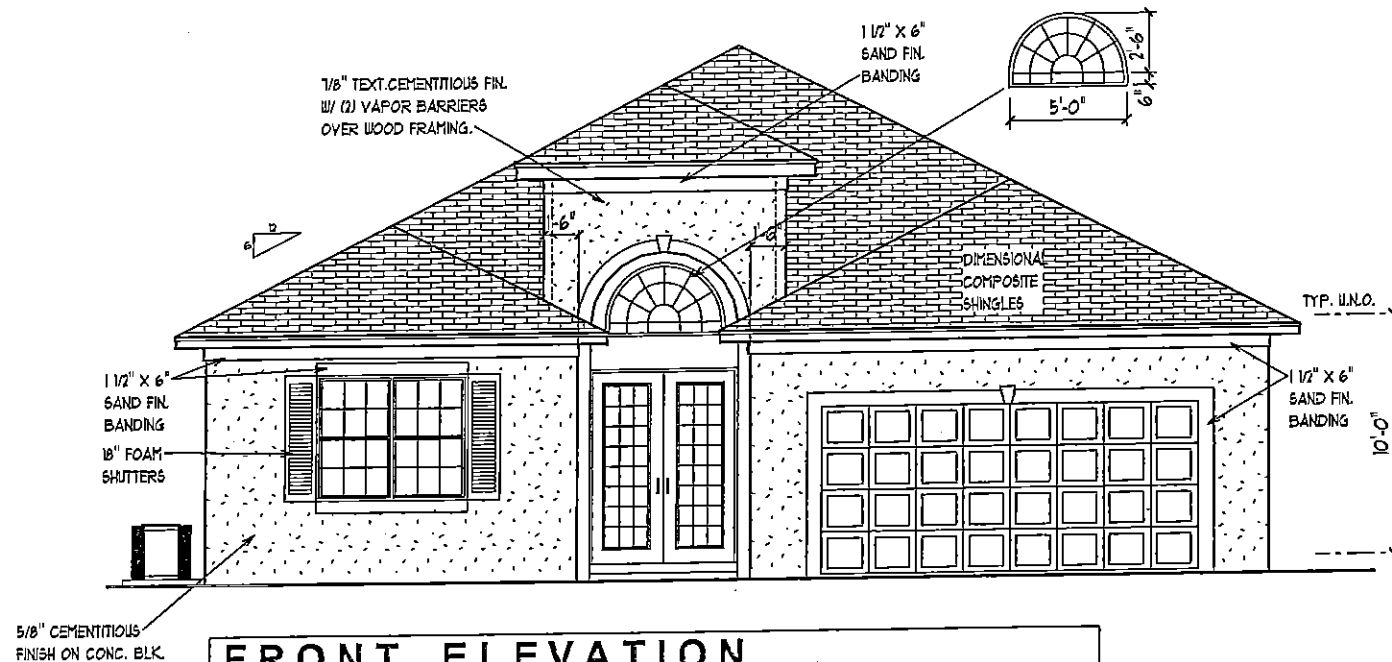 1 1/2" X 6"
SAND FIN.
BANDING
2'-6"
6"
5'-0"
7/8" TEXT.CEMENTITIOUS FIN.
W/ (2) VAPOR BARRIERS
OVER WOOD FRAMING.
1'-6"
1'-6"
12
6
DIMENSIONAL
COMPOSITE
SHINGLES
TYP. U.N.O.
1 1/2" X 6"
SAND FIN.
BANDING
18" FOAM
SHUTTERS
1 1/2" X 6"
SAND FIN.
BANDING
10'-0"
5/8" CEMENTITIOUS
FINISH ON CONC. BLK.
FRONT ELEVATION